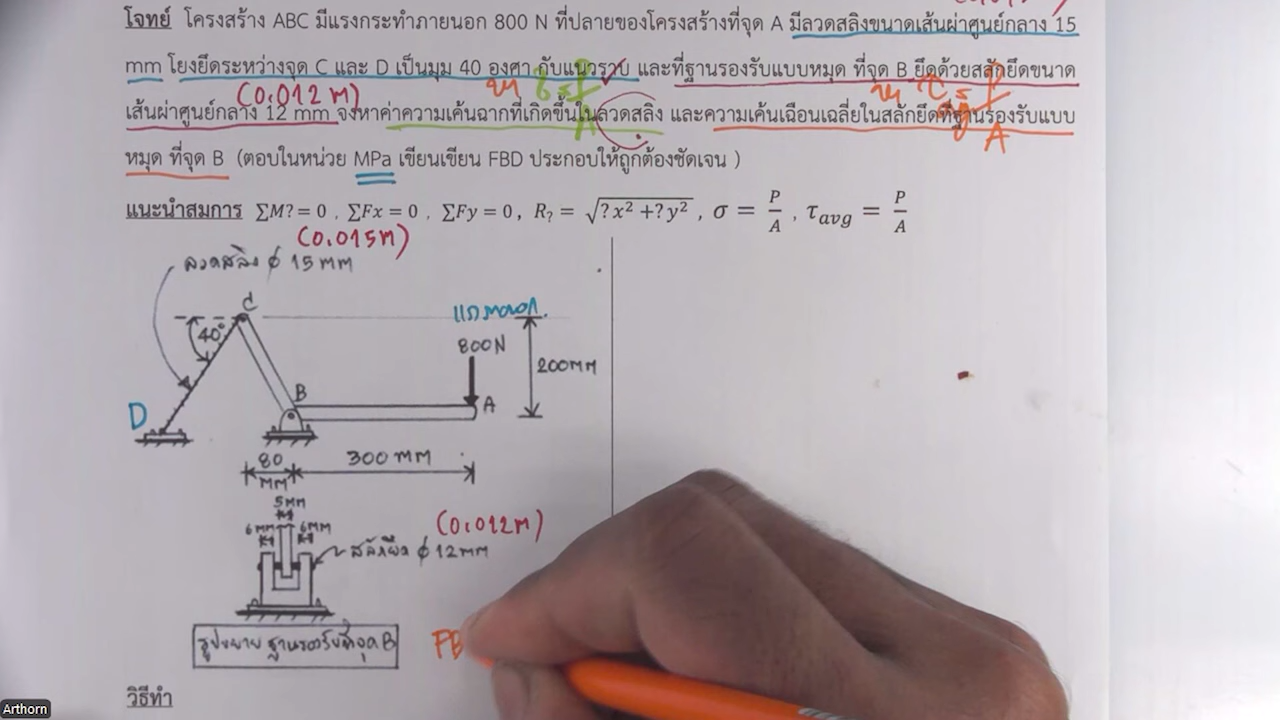 โจทย์ โครงสร้าง ABC มีแรงกระทำภายนอก 800 N ที่ปลายของโครงสร้างที่จุด A มีลวดสลิงขนาดเส้นผ่าศูนย์กลาง 15
mm โยงยึดระหว่างจุด C และ D เป็นมุม 40 องศา กับแนวราบ และที่ฐานรองรับแบบหมุด ที่จุด B ยึดด้วยสลักยึดขนาด
(0.012 m)
เส้นผ่าศูนย์กลาง 12 mm จงหาค่าความเค้นฉากที่เกิดขึ้นในลวดสลิง และความเค้นเฉือนเฉลี่ยในสลักยึดที่ฐานรองรับแบบ
หมุด ที่จุด B (ตอบในหน่วย MPa เขียนเขียน FBD ประกอบให้ถูกต้องชัดเจน )
แนะนำสมการ ∑M? = 0 , ∑Fx = 0 , ∑Fy = 0, R? = √?x² +?y² , σ = P/A , τavg = P/A
(0.015m)
ลวดสลิง ϕ 15 mm
C
40°
800N
200mm
D
B
A
80
mm
300 mm
5mm
6mm
6mm
(0.012m)
สลักยึด ϕ 12mm
รูปขยาย ฐานรองรับที่จุด B
FB
วิธีทำ
Arthorn